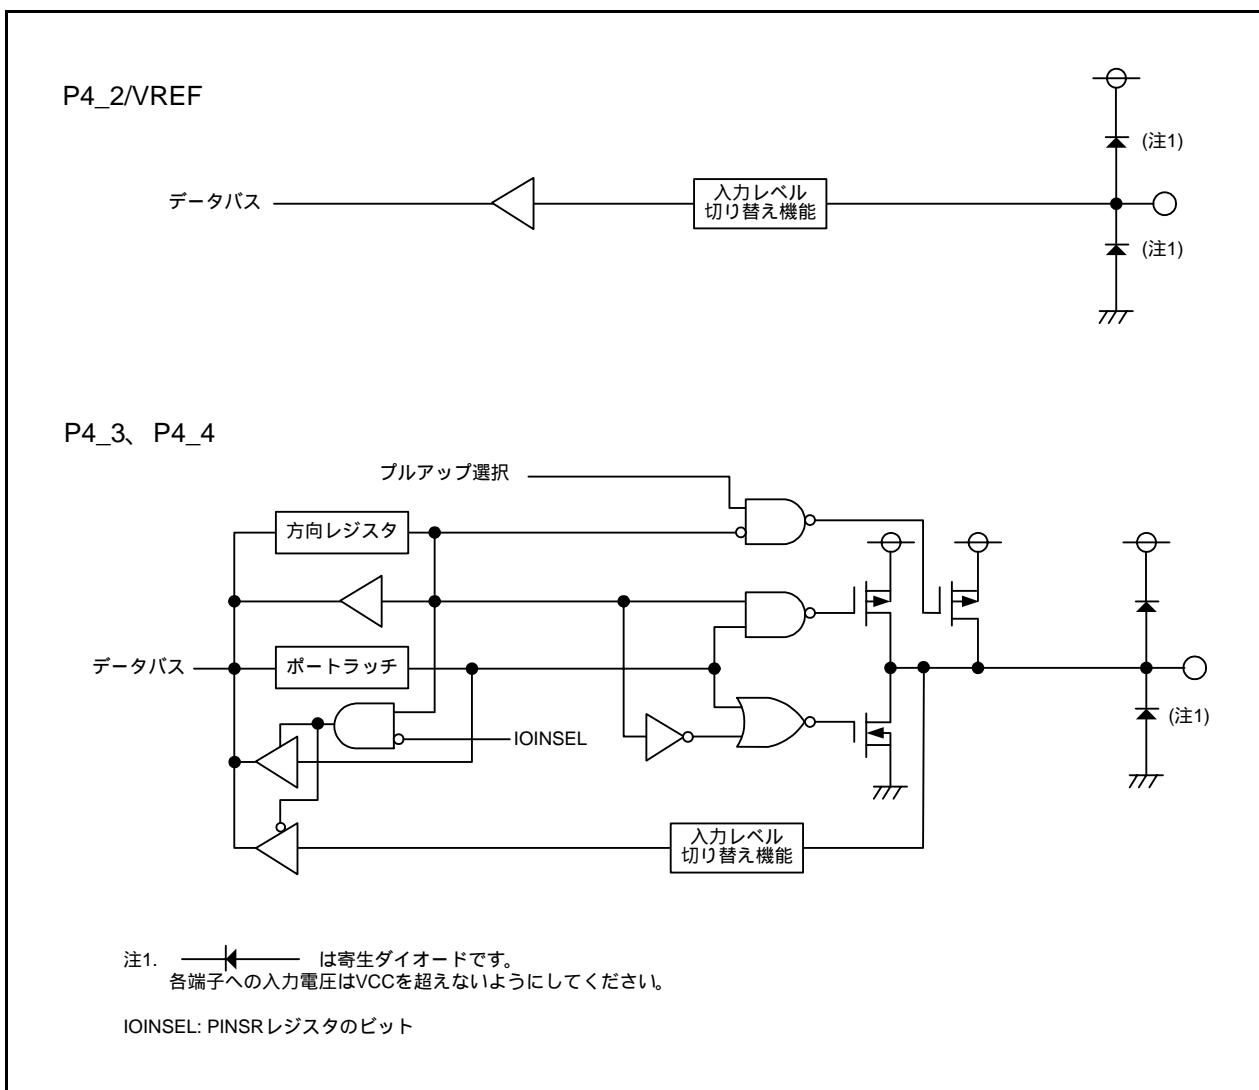 P4_2/VREF
(注1)
データバス
入力レベル
切り替え機能
(注1)
P4_3、P4_4
プルアップ選択
方向レジスタ
データバス
ポートラッチ
(注1)
IOINSEL
入力レベル
切り替え機能
注1. は寄生ダイオードです。
各端子への入力電圧はVCCを超えないようにしてください。
IOINSEL: PINSRレジスタのビット